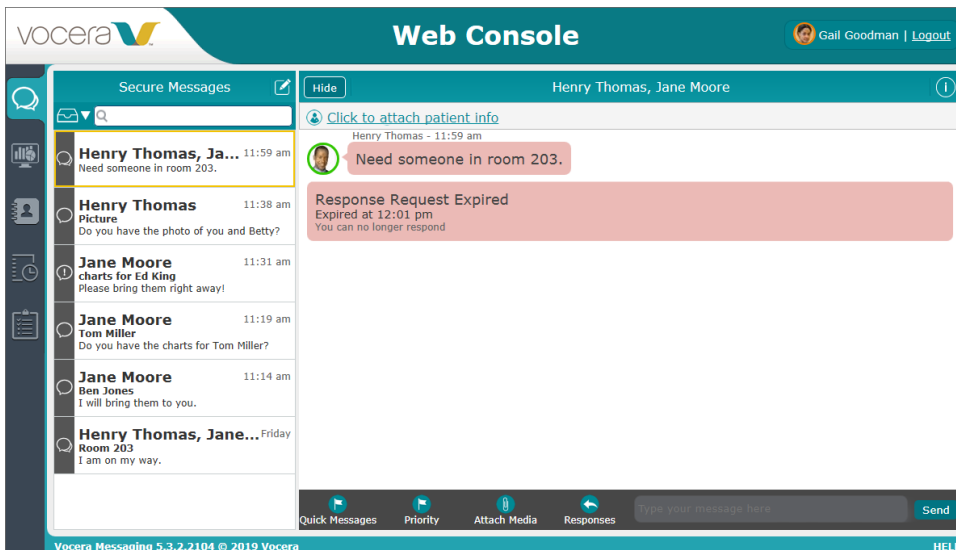 vocera
Web Console
Gail Goodman | Logout
Secure Messages
Hide
Henry Thomas, Jane Moore
Click to attach patient info
Henry Thomas, Ja... 11:59 am
Need someone in room 203.
Henry Thomas 11:38 am
Picture
Do you have the photo of you and Betty?
Jane Moore 11:31 am
charts for Ed King
Please bring them right away!
Jane Moore 11:19 am
Tom Miller
Do you have the charts for Tom Miller?
Jane Moore 11:14 am
Ben Jones
I will bring them to you.
Henry Thomas, Jane... Friday
Room 203
I am on my way.
Henry Thomas - 11:59 am
Need someone in room 203.
Response Request Expired
Expired at 12:01 pm
You can no longer respond
Quick Messages Priority Attach Media Responses Type your message here Send
Vocera Messaging 5.3.2.2104 © 2019 Vocera
HEL